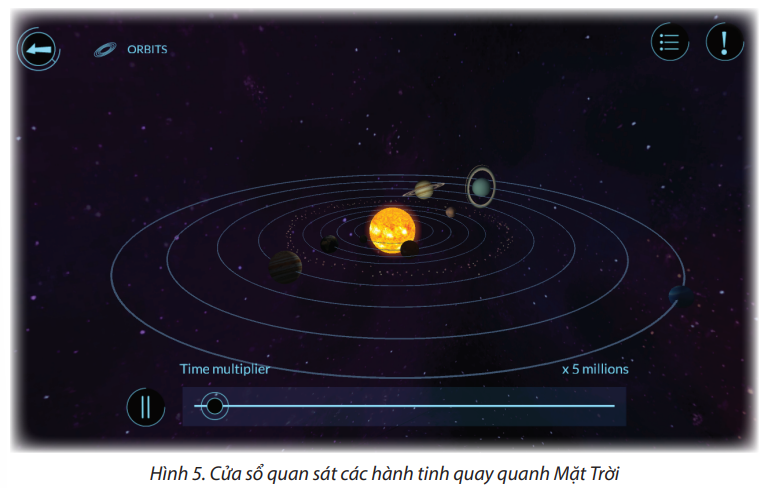 ORBITS
Time multiplier
x 5 millions
Hình 5. Cửa sổ quan sát các hành tinh quay quanh Mặt Trời